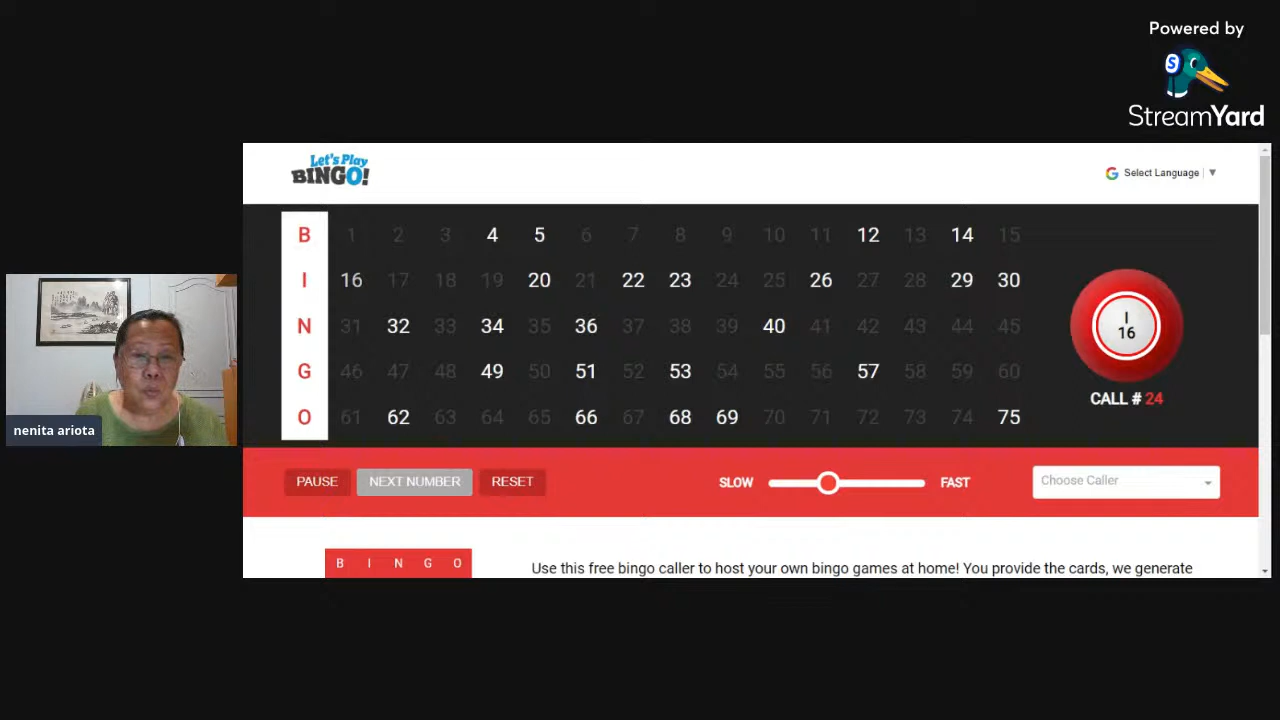 Powered by
S
StreamYard
Let's Play
BINGO!
Select Language ▼
B 1 2 3 4 5 6 7 8 9 10 11 12 13 14 15
I 16 17 18 19 20 21 22 23 24 25 26 27 28 29 30
N 31 32 33 34 35 36 37 38 39 40 41 42 43 44 45
G 46 47 48 49 50 51 52 53 54 55 56 57 58 59 60
O 61 62 63 64 65 66 67 68 69 70 71 72 73 74 75
I
16
CALL # 24
nenita ariota
PAUSE NEXT NUMBER RESET SLOW FAST Choose Caller
B I N G O
Use this free bingo caller to host your own bingo games at home! You provide the cards, we generate